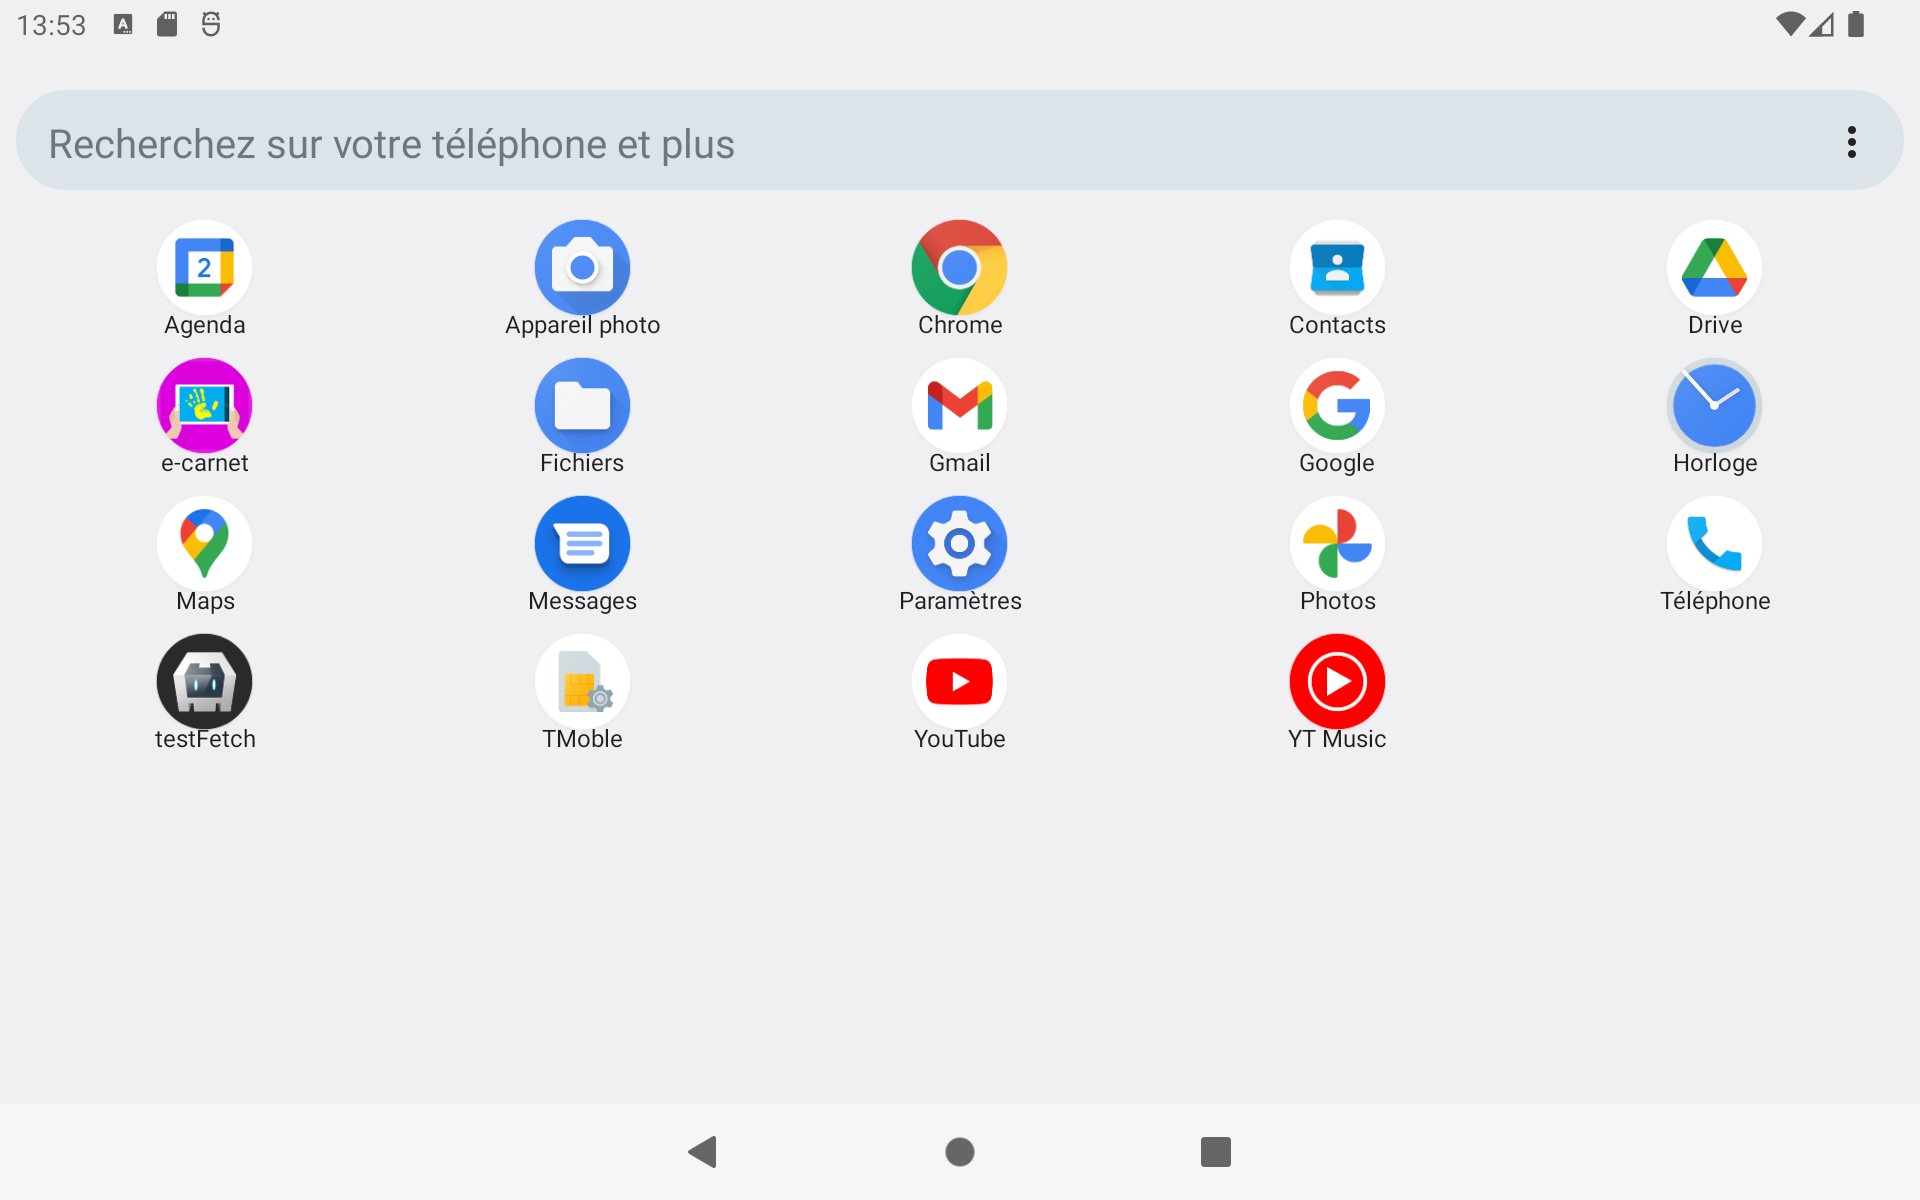 13:53
Recherchez sur votre téléphone et plus
2
Agenda
Appareil photo
Chrome
Contacts
Drive
e-carnet
Fichiers
Gmail
Google
Horloge
Maps
Messages
Paramètres
Photos
Téléphone
testFetch
TMoble
YouTube
YT Music